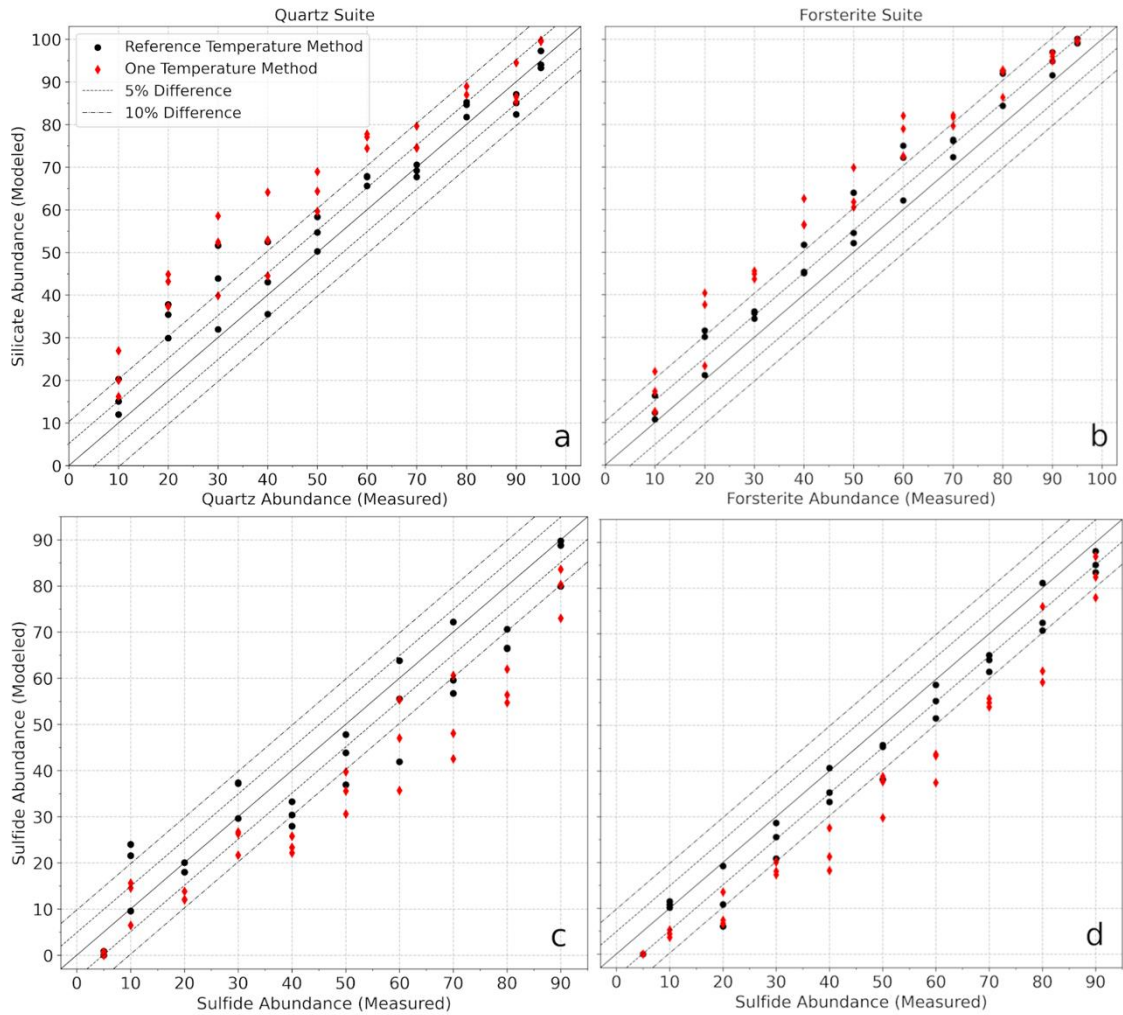 Quartz Suite
Forsterite Suite
Reference Temperature Method
One Temperature Method
5% Difference
10% Difference
Silicate Abundance (Modeled)
100
90
80
70
60
50
40
30
20
10
0
a
b
0 10 20 30 40 50 60 70 80 90 100
0 10 20 30 40 50 60 70 80 90 100
Quartz Abundance (Measured)
Forsterite Abundance (Measured)
Sulfide Abundance (Modeled)
90
80
70
60
50
40
30
20
10
0
c
d
0 10 20 30 40 50 60 70 80 90
0 10 20 30 40 50 60 70 80 90
Sulfide Abundance (Measured)
Sulfide Abundance (Measured)